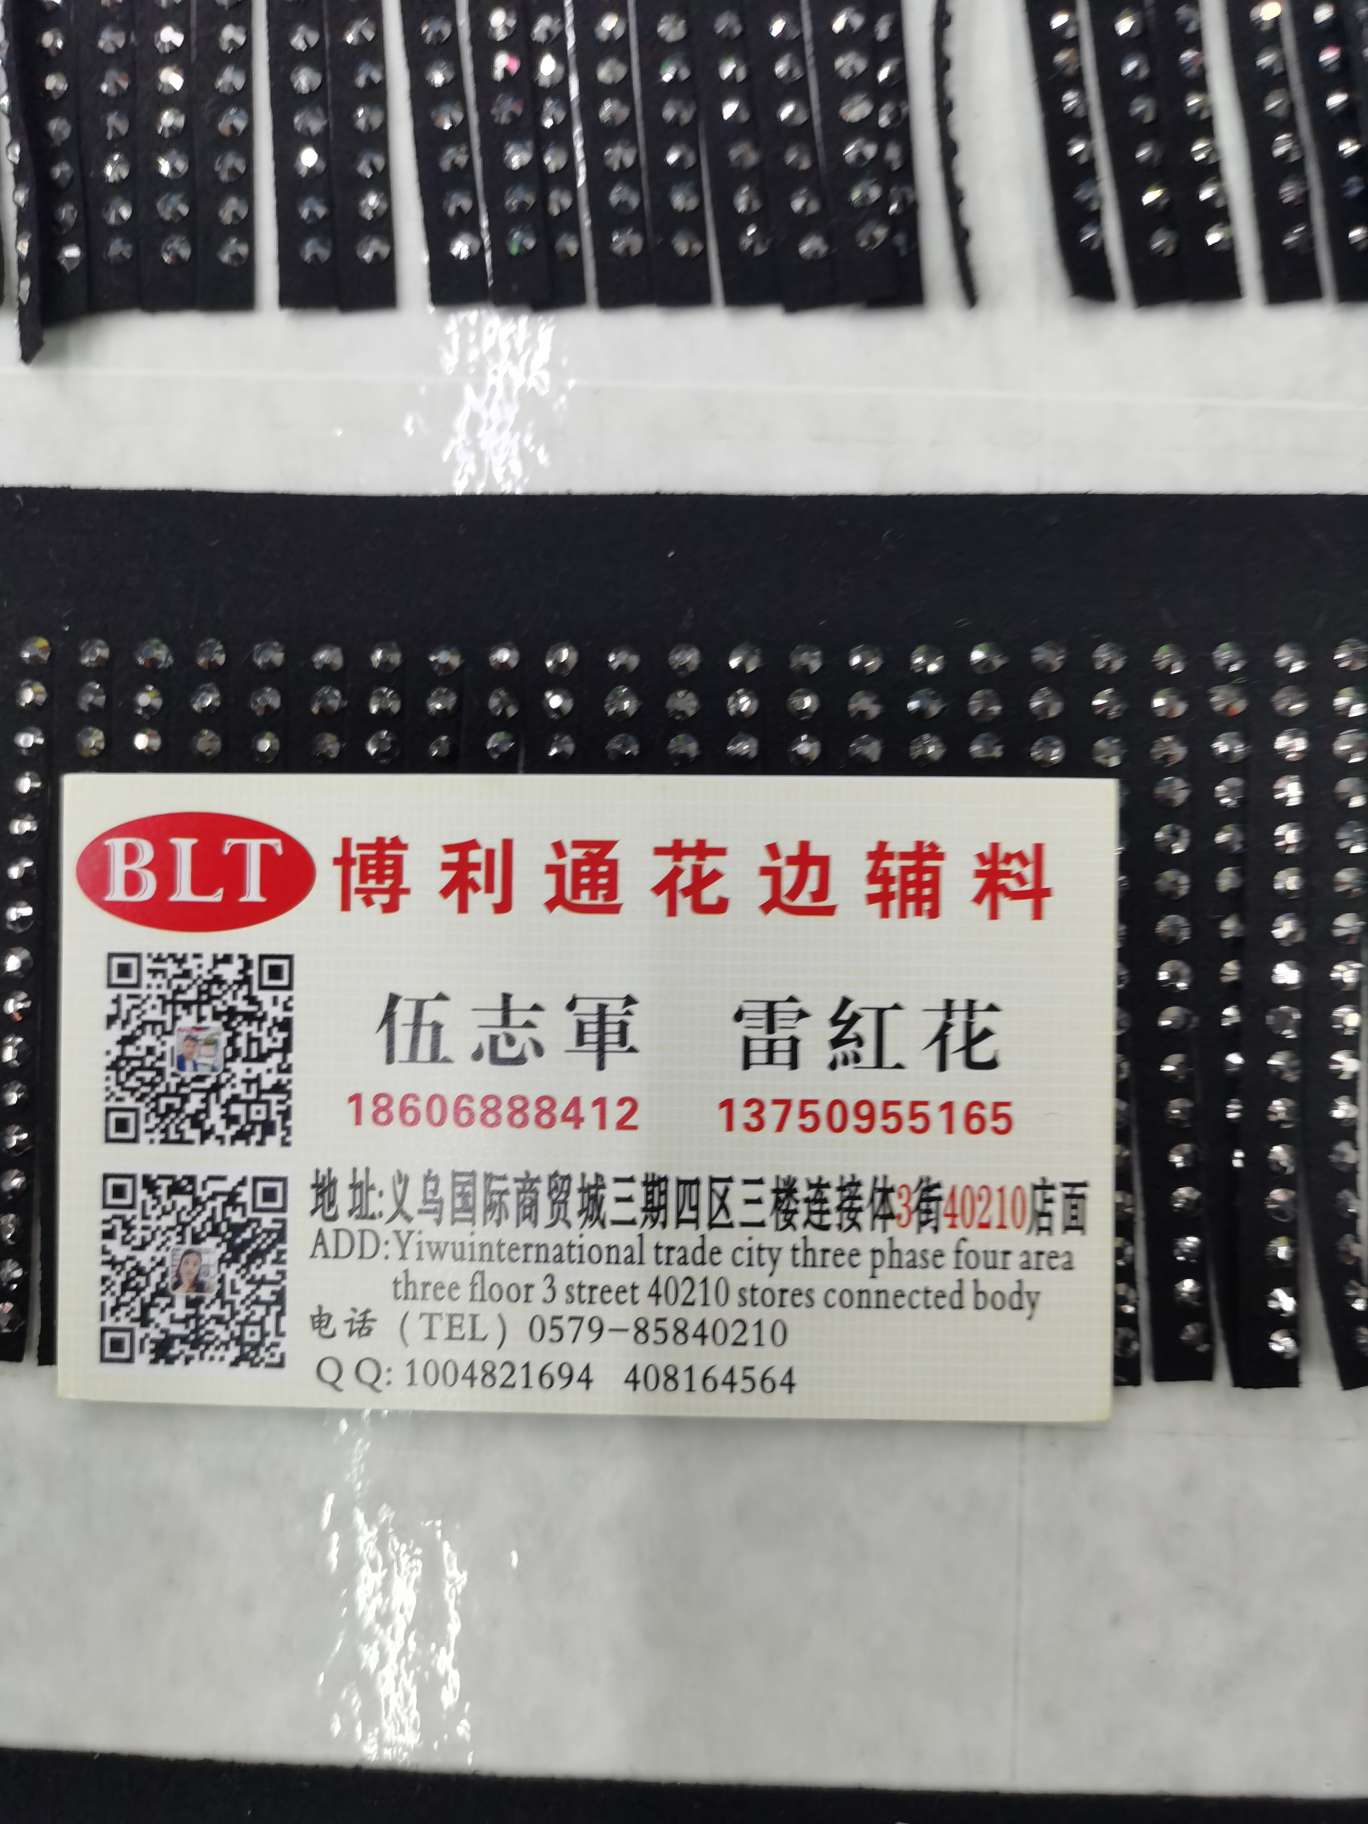 BLT 博利通花边辅料
伍志軍 雷紅花
18606888412 13750955165
地址:义乌国际商贸城三期四区三楼连接体3街40210店面
ADD:Yiwuinternational trade city three phase four area
three floor 3 street 40210 stores connected body
电话（TEL）0579-85840210
QQ: 1004821694 408164564